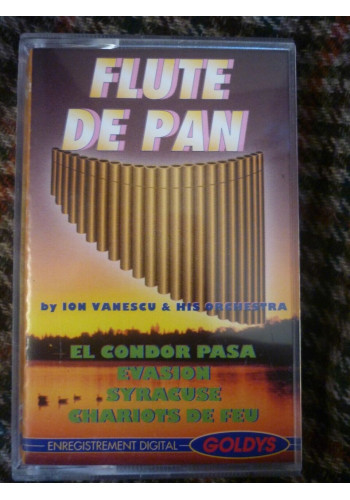 FLUTE
DE PAN
by ION VANESCU & HIS ORCHESTRA
EL CONDOR PASA
EVASION
SYRACUSE
CHARIOTS DE FEU
ENREGISTREMENT DIGITAL GOLDYS